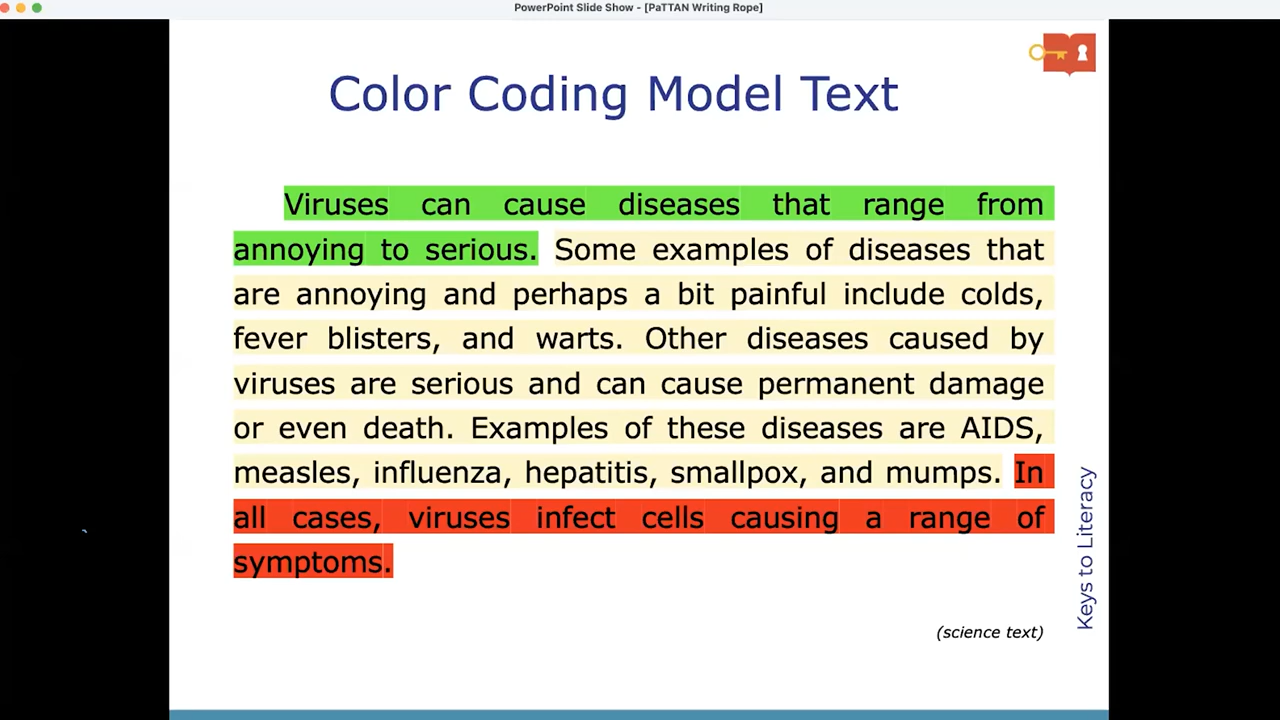 PowerPoint Slide Show - [PaTTAN Writing Rope]
Color Coding Model Text
Viruses can cause diseases that range from
annoying to serious. Some examples of diseases that
are annoying and perhaps a bit painful include colds,
fever blisters, and warts. Other diseases caused by
viruses are serious and can cause permanent damage
or even death. Examples of these diseases are AIDS,
measles, influenza, hepatitis, smallpox, and mumps. In
all cases, viruses infect cells causing a range of
symptoms.
(science text)
Keys to Literacy